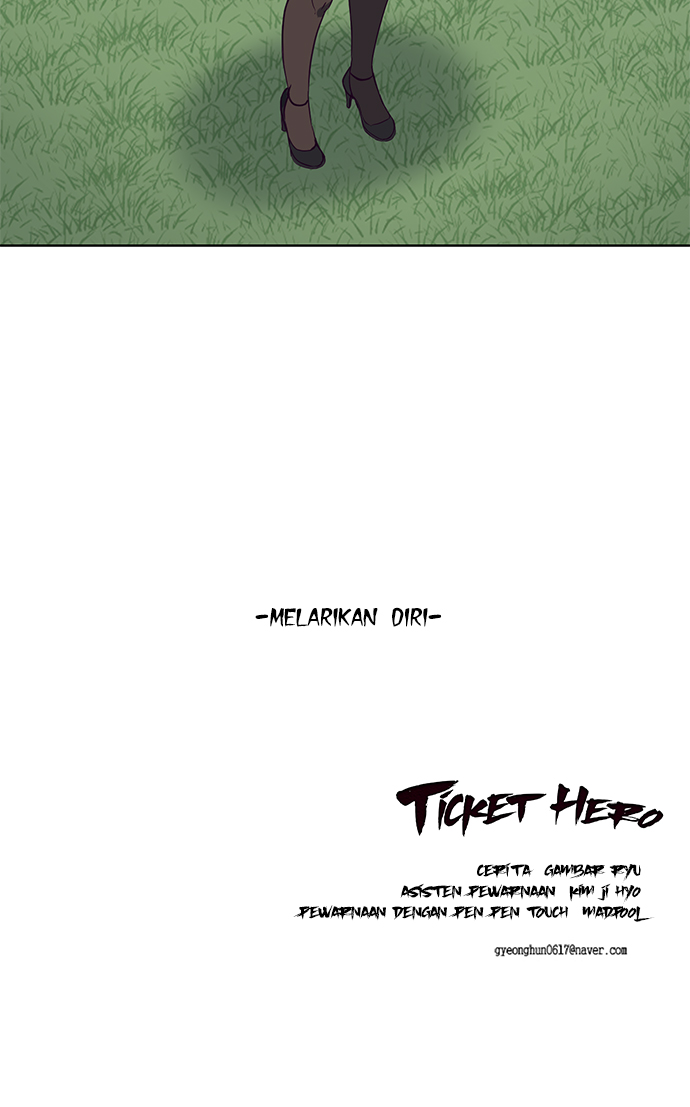 -MELARIKAN DIRI-
TICKET HERO
CERITA GAMBAR RYU
ASISTEN PEWARNAAN KIM JI HYO
PEWARNAAN DENGAN PEN PEN TOUCH MADPOOL
gyeonghun0617@naver.com